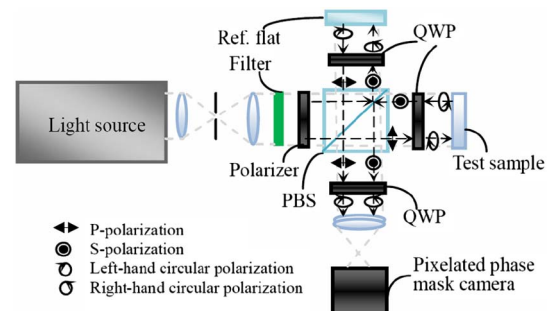 Ref. flat
QWP
Filter
Light source
Polarizer
Test sample
PBS
QWP
P-polarization
S-polarization
Left-hand circular polarization
Right-hand circular polarization
Pixelated phase
mask camera